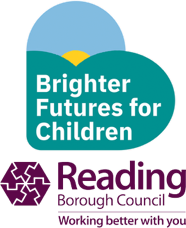 Brighter
Futures for
Children
Reading
Borough Council
Working better with you